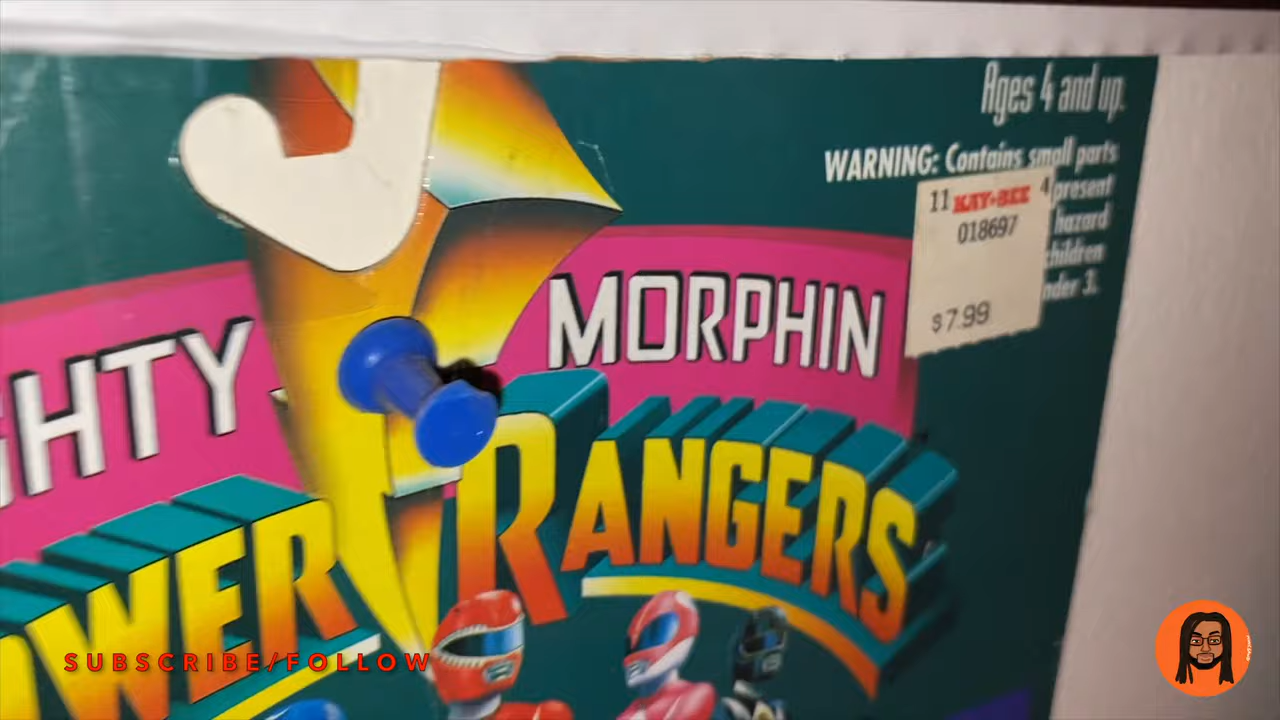 Ages 4 and up.
WARNING: Contains small parts
present
hazard
children
nder 3.
11 KAY-BEE 4
018697
$7.99
GHTY MORPHIN
OWER RANGERS
SUBSCRIBE/FOLLOW